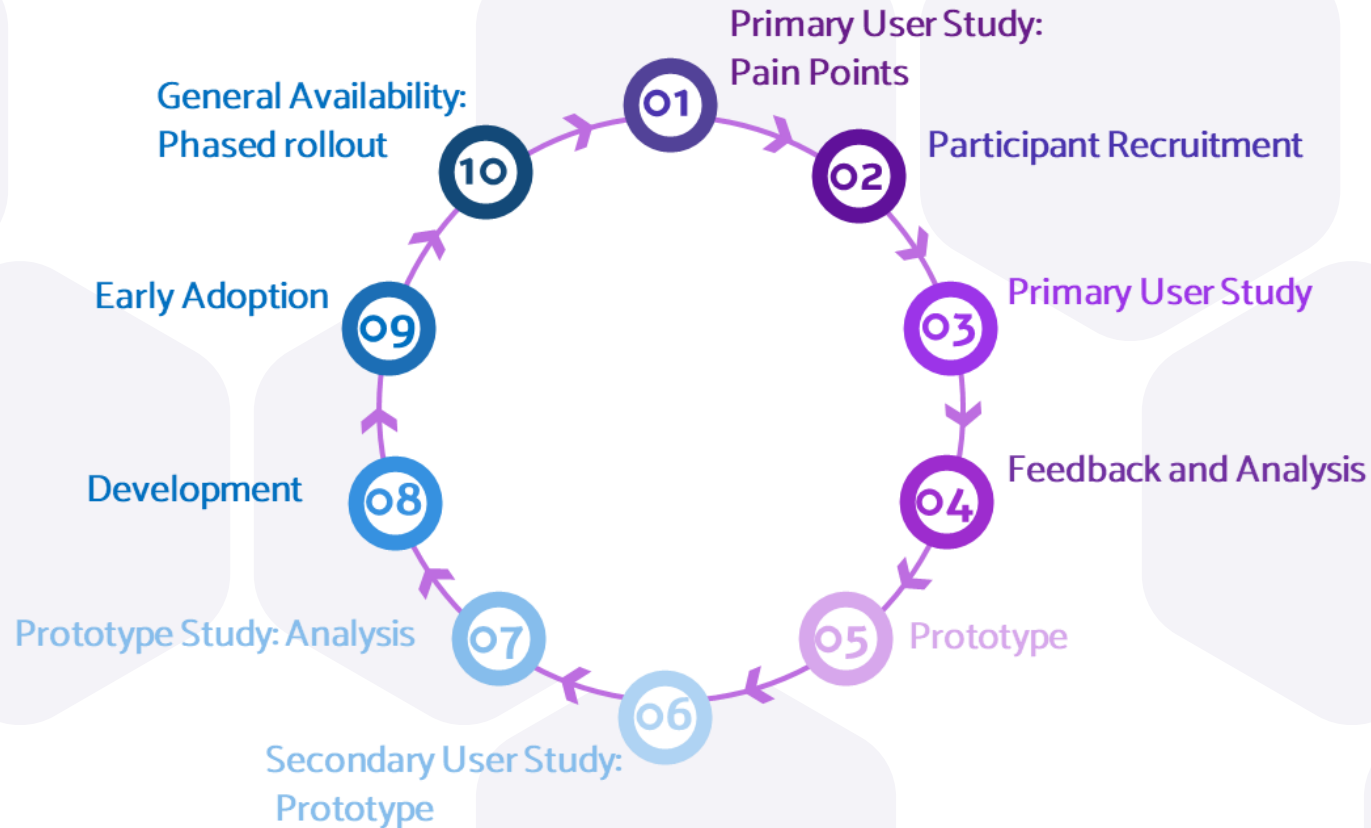 01
Primary User Study:
Pain Points
02
Participant Recruitment
03
Primary User Study
04
Feedback and Analysis
05
Prototype
06
Secondary User Study:
Prototype
07
Prototype Study: Analysis
08
Development
09
Early Adoption
10
General Availability:
Phased rollout